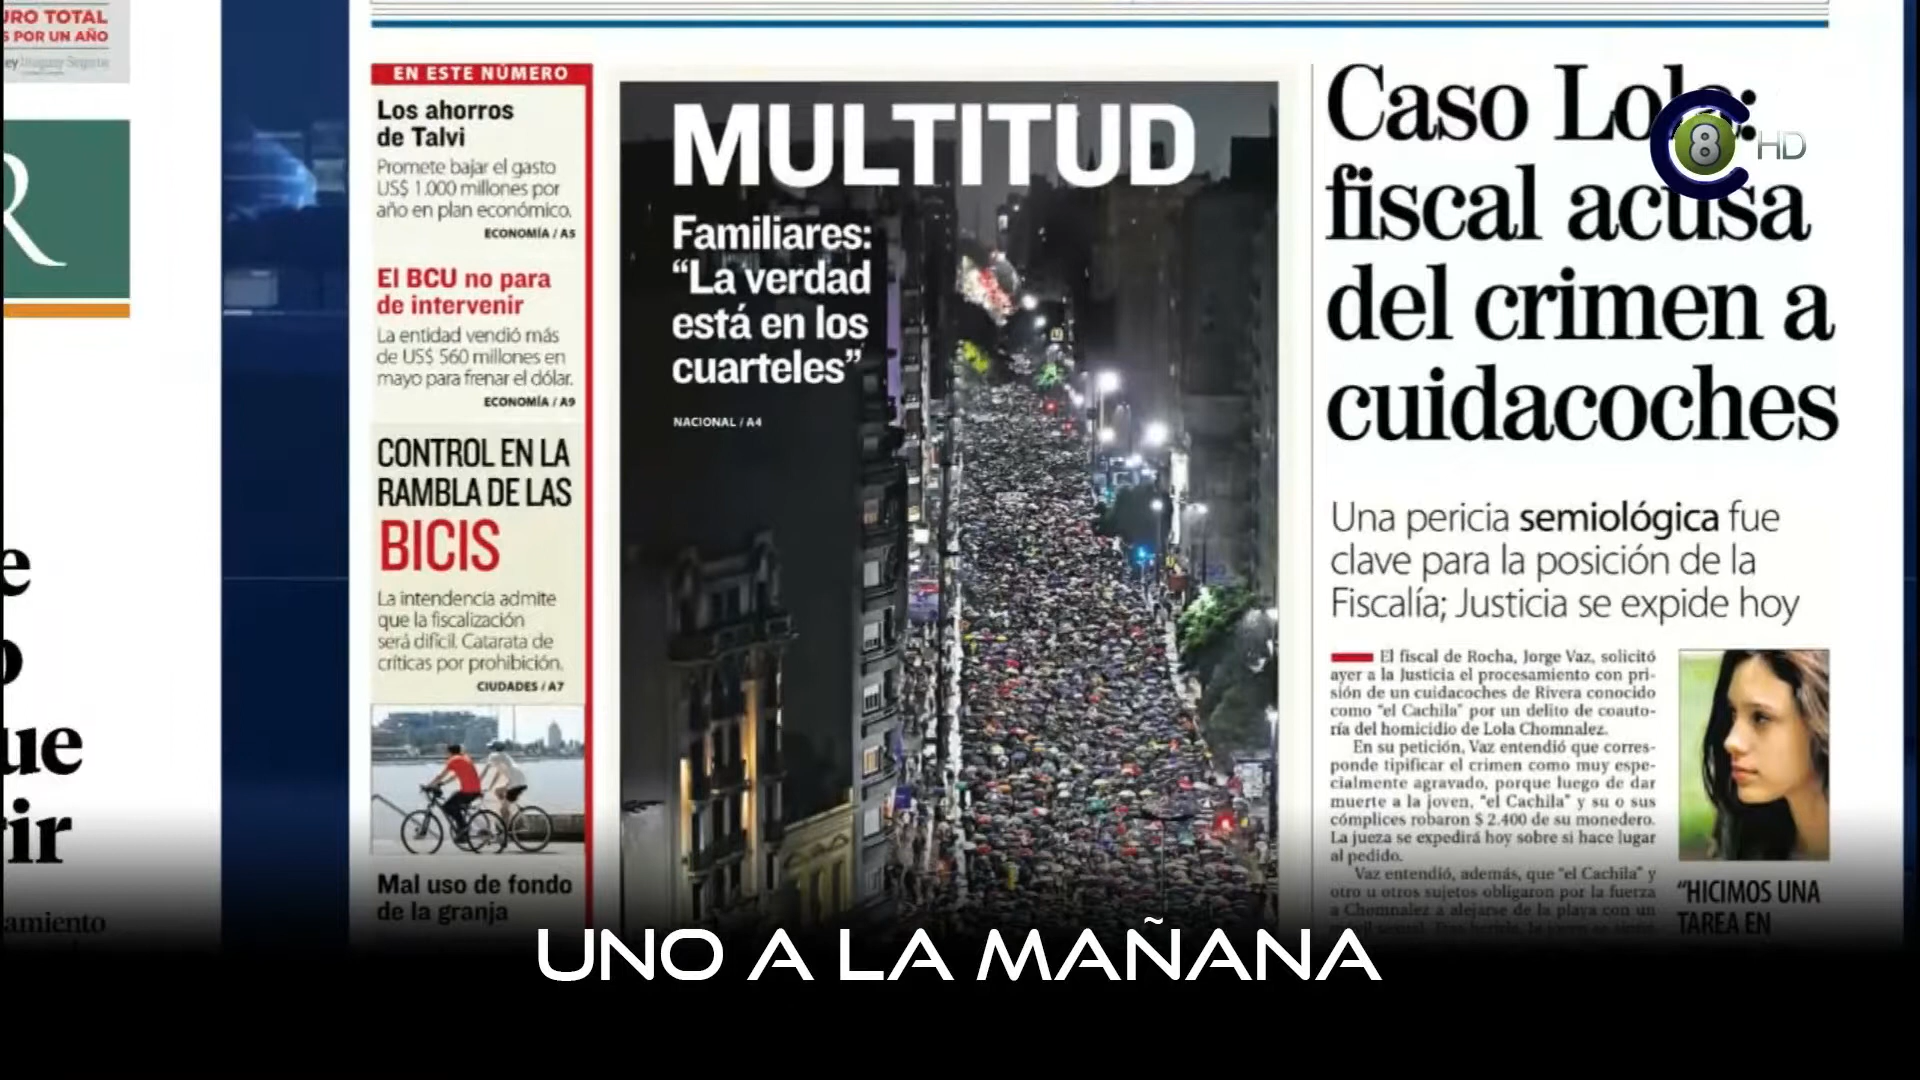 URO TOTAL
S POR UN AÑO
R
e
o
ue
rir
amiento
EN ESTE NÚMERO
Los ahorros
de Talvi
Promete bajar el gasto
US$ 1.000 millones por
año en plan económico.
ECONOMÍA / A5
El BCU no para
de intervenir
La entidad vendió más
de US$ 560 millones en
mayo para frenar el dólar.
ECONOMÍA / A9
CONTROL EN LA
RAMBLA DE LAS
BICIS
La intendencia admite
que la fiscalización
será difícil. Catarata de
críticas por prohibición.
CIUDADES / A7
Mal uso de fondo
de la granja
MULTITUD
Familiares:
“La verdad
está en los
cuarteles”
NACIONAL / A4
Caso Lola:
fiscal acusa
del crimen a
cuidacoches
Una pericia semiológica fue
clave para la posición de la
Fiscalía; Justicia se expide hoy
El fiscal de Rocha, Jorge Vaz, solicitó
ayer a la Justicia el procesamiento con pri-
sión de un cuidacoches de Rivera conocido
como "el Cachila" por un delito de coauto-
ría del homicidio de Lola Chomnalez.
En su petición, Vaz entendió que corres-
ponde tipificar el crimen como muy espe-
cialmente agravado, porque luego de dar
muerte a la joven, "el Cachila" y su o sus
cómplices robaron $ 2.400 de su monedero.
La jueza se expedirá hoy sobre si hace lugar
al pedido.
Vaz entendió, además, que "el Cachila" y
otro u otros sujetos obligaron por la fuerza
a Chomnalez a alejarse de la playa con un
“HICIMOS UNA
TAREA EN
8 HD
UNO A LA MAÑANA